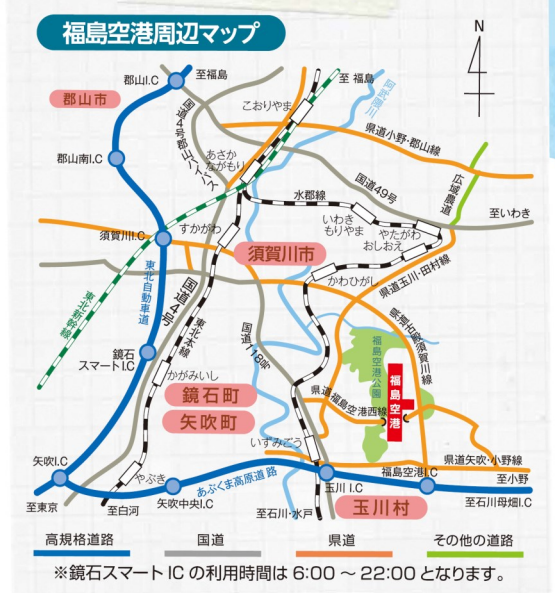 福島空港周辺マップ
N
郡山I.C
至福島
至 福島
阿武隈川
郡山市
国道4号郡山バイパス
こおりやま
県道小野・郡山線
郡山南I.C
あさか
ながもり
国道49号
広域農道
水郡線
至いわき
いわき
もりやま
やたがわ
おしおえ
すかがわ
須賀川I.C
須賀川市
かわひがし
県道玉川・田村線
東北自動車道
国道4号
東北新幹線
東北本線
国道118号
県道古殿須賀川線
鏡石
スマートI.C
かがみいし
福島空港公園
福島空港
鏡石町
県道福島空港西線
矢吹町
いずみごう
矢吹I.C
やぶき
あぶくま高原道路
県道矢吹・小野線
福島空港I.C
至小野
至東京
至白河
矢吹中央I.C
玉川I.C
至石川・水戸
玉川村
至石川母畑I.C
高規格道路
国道
県道
その他の道路
※鏡石スマートICの利用時間は 6:00 〜 22:00 となります。